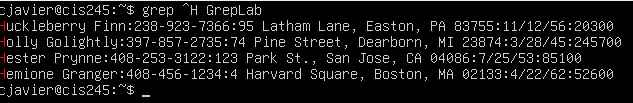 cjavier@cis245:~$ grep ^H GrepLab
Huckleberry Finn:238-923-7366:95 Latham Lane, Easton, PA 83755:11/12/56:20300
Holly Golightly:397-857-2735:74 Pine Street, Dearborn, MI 23874:3/28/45:245700
Hester Prynne:408-253-3122:123 Park St., San Jose, CA 04086:7/25/53:85100
Hemione Granger:408-456-1234:4 Harvard Square, Boston, MA 02133:4/22/62:52600
cjavier@cis245:~$ _